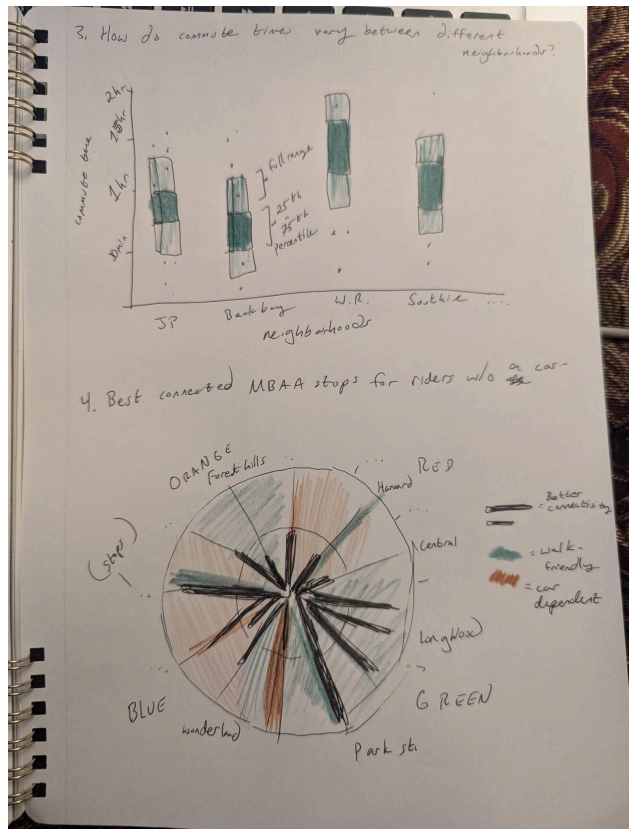 3. How do commute times vary between different
neighborhoods?
2hr
1.5hr
1hr
commute time
full range
25th
-
75th
percentile
JP
Back bay
W.R.
Southie ....
neighborhoods
4. Best connected MBAA stops for riders w/o a car-
ORANGE
Forest hills
...
RED
Harvard
...
Central
(stops)
Better
= connectivity
= walk-
friendly
= car
dependent
...
Longwood
...
GREEN
...
BLUE
wonderland
Park st.